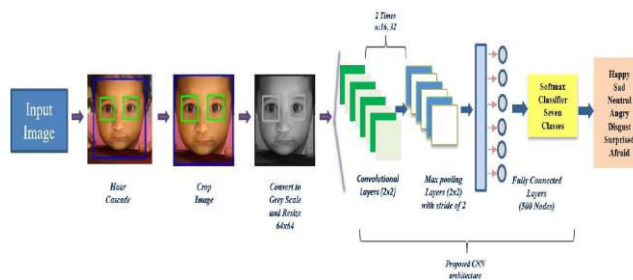 Input
Image
Haar
Cascade
Crop
Image
Convert to
Grey Scale
and Resize
64x64
2 Times
n=16, 32
Convolutional
Layers [2x2]
Max pooling
Layers (2x2)
with stride of 2
Fully Connected
Layers
(500 Nodes)
Softmax
Classifier
Seven
Classes
Happy
Sad
Neutral
Angry
Disgust
Surprised
Afraid
Proposed CNN
architecture